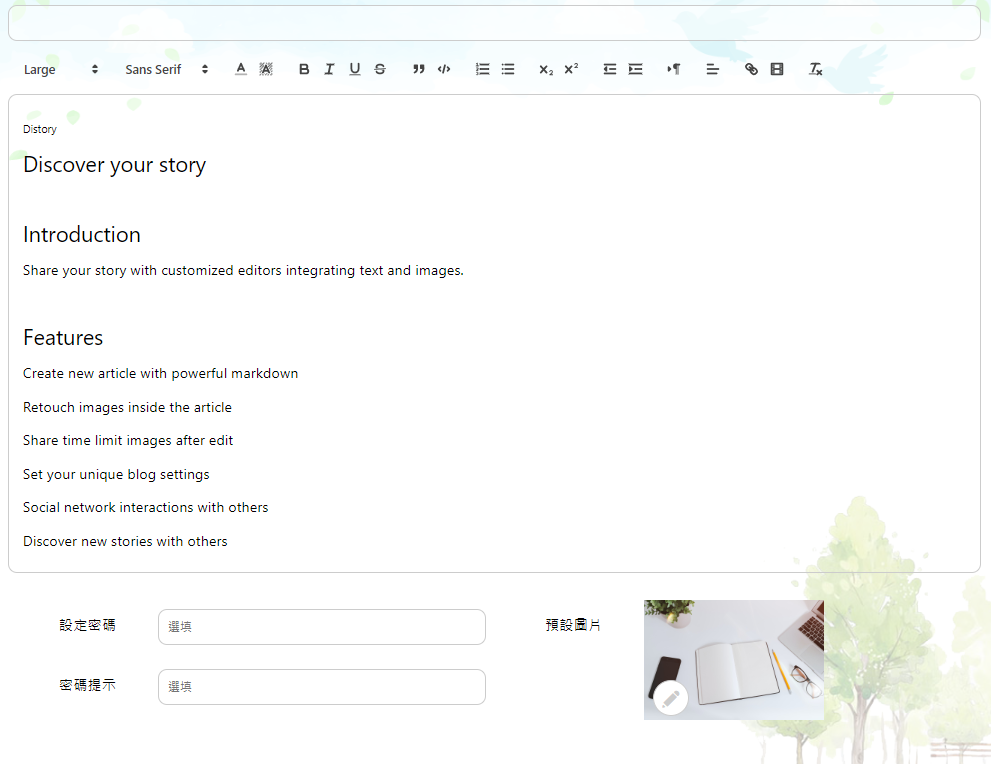 Large Sans Serif
Distory
Discover your story
Introduction
Share your story with customized editors integrating text and images.
Features
Create new article with powerful markdown
Retouch images inside the article
Share time limit images after edit
Set your unique blog settings
Social network interactions with others
Discover new stories with others
設定密碼 選填 預設圖片
密碼提示 選填